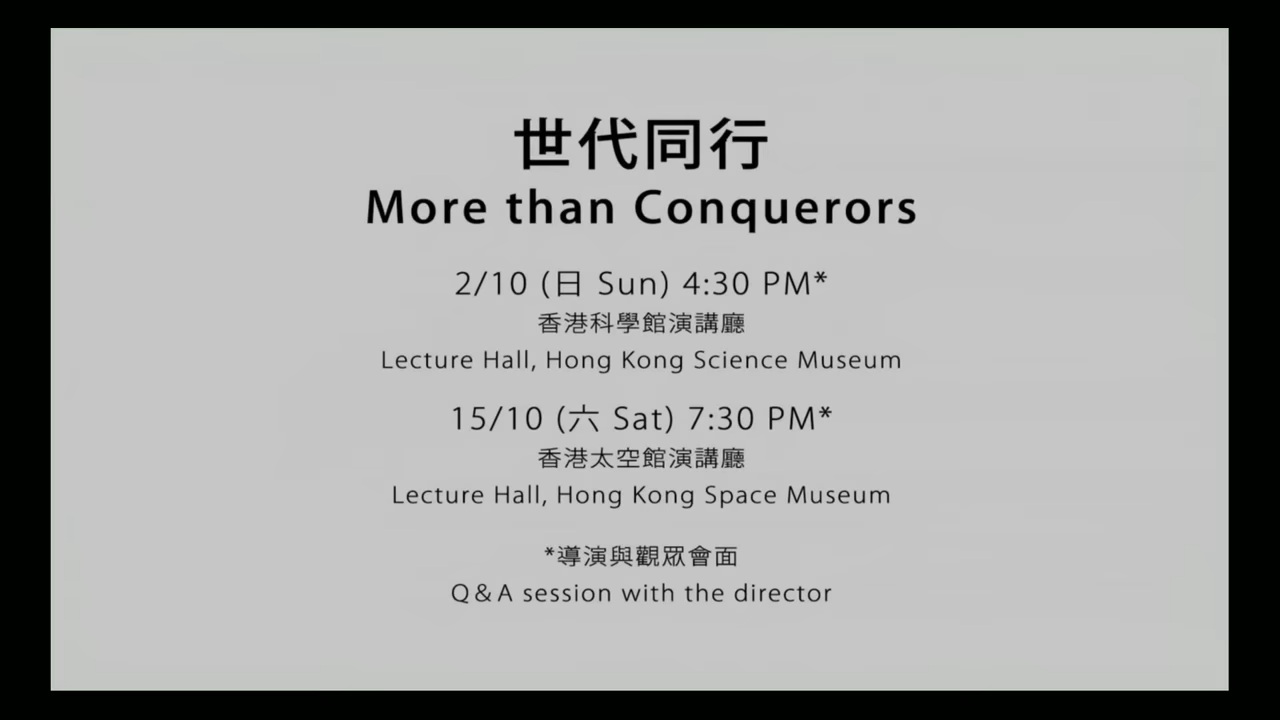 世代同行
More than Conquerors
2/10 (日 Sun) 4:30 PM*
香港科學館演講廳
Lecture Hall, Hong Kong Science Museum
15/10 (六 Sat) 7:30 PM*
香港太空館演講廳
Lecture Hall, Hong Kong Space Museum
*導演與觀眾會面
Q&A session with the director